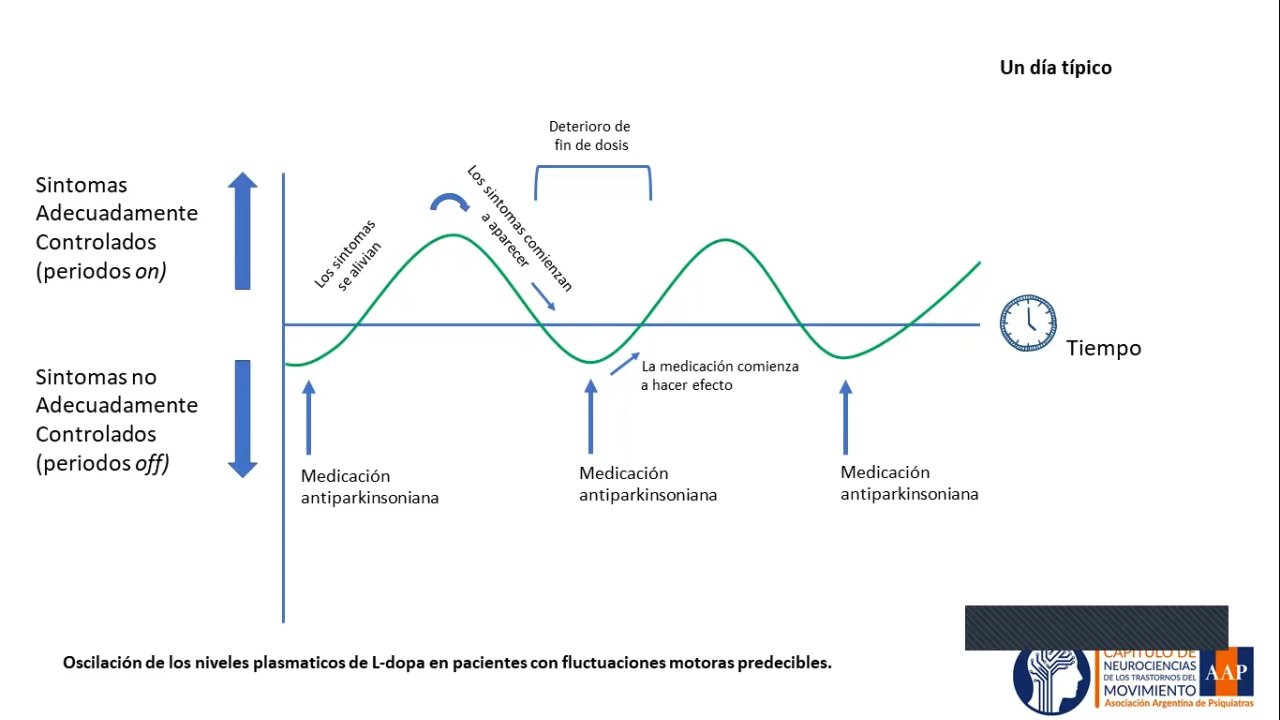 Un día típico
Deterioro de
fin de dosis
Sintomas
Adecuadamente
Controlados
(periodos on)
Los sintomas
se alivian
Los sintomas comienzan
a aparecer
Tiempo
La medicación comienza
a hacer efecto
Sintomas no
Adecuadamente
Controlados
(periodos off)
Medicación
antiparkinsoniana
Medicación
antiparkinsoniana
Medicación
antiparkinsoniana
Oscilación de los niveles plasmaticos de L-dopa en pacientes con fluctuaciones motoras predecibles.
CAPÍTULO DE
NEUROCIENCIAS
DE LOS TRASTORNOS DEL
MOVIMIENTO
AAP
Asociación Argentina de Psiquiatras